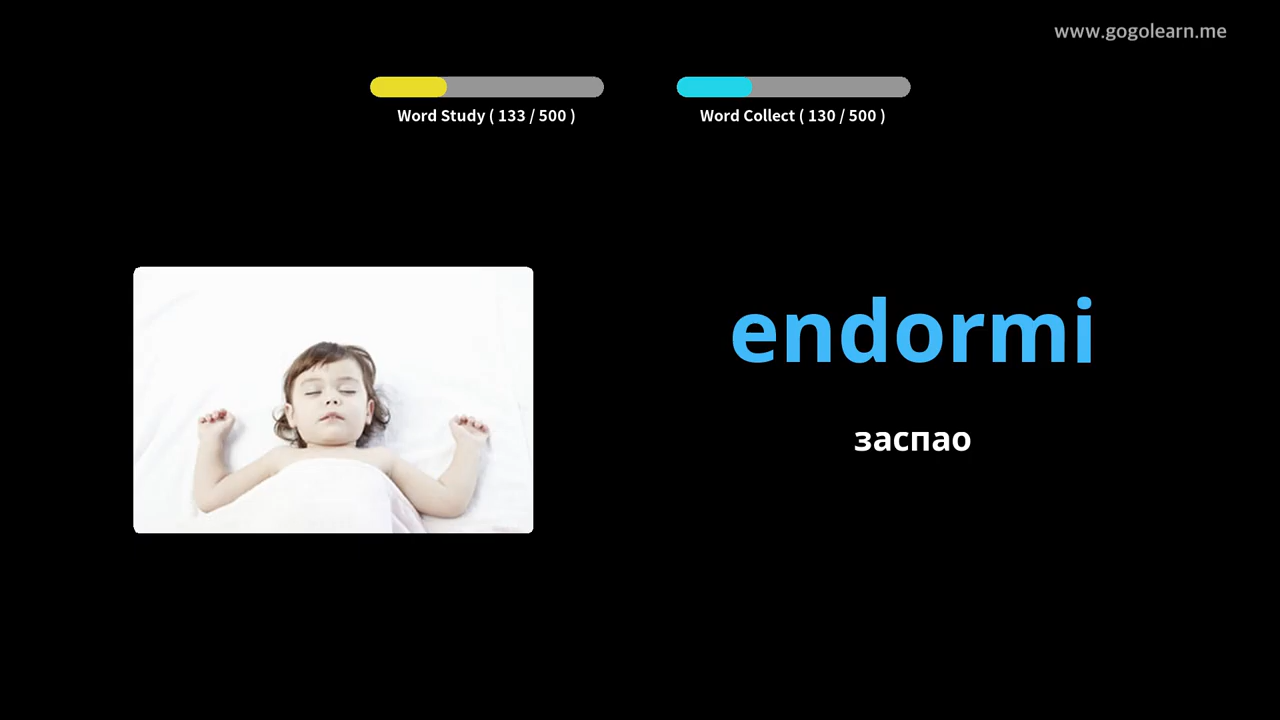 www.gogolearn.me
Word Study ( 133 / 500 )
Word Collect ( 130 / 500 )
endormi
заспао